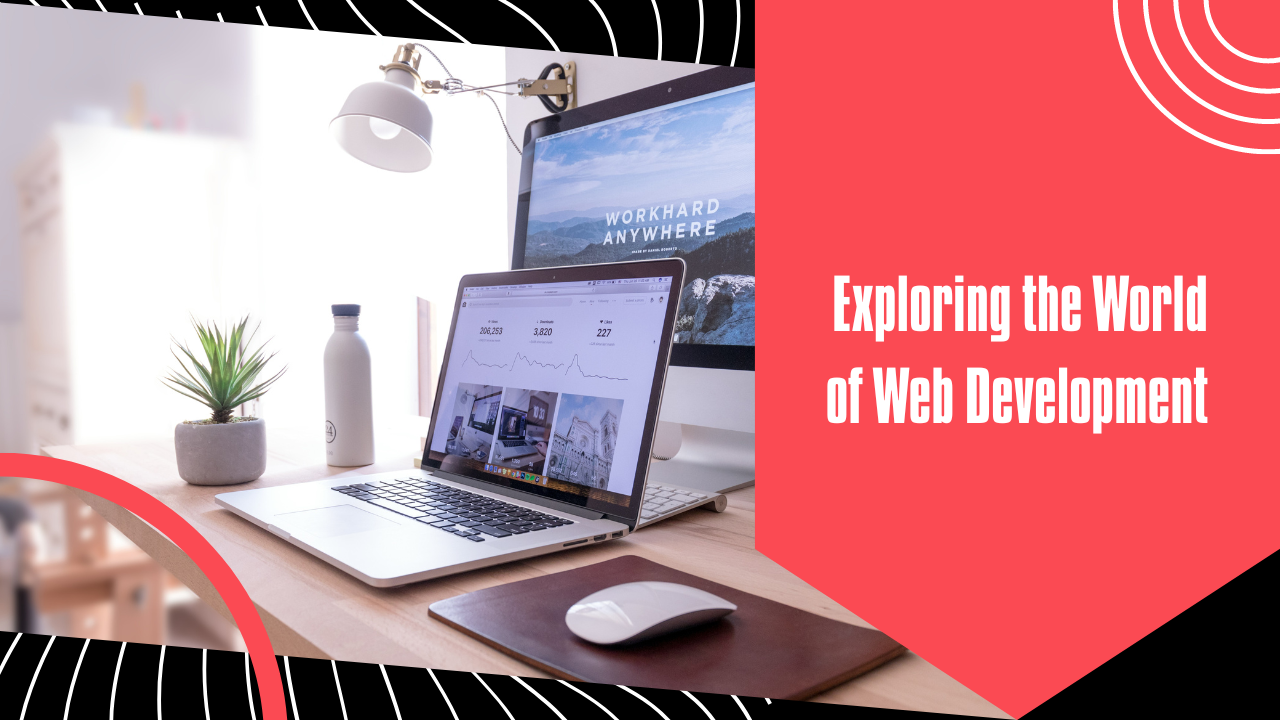 WORKHARD
ANYWHERE
206,253
3,820
227
Exploring the World
of Web Development